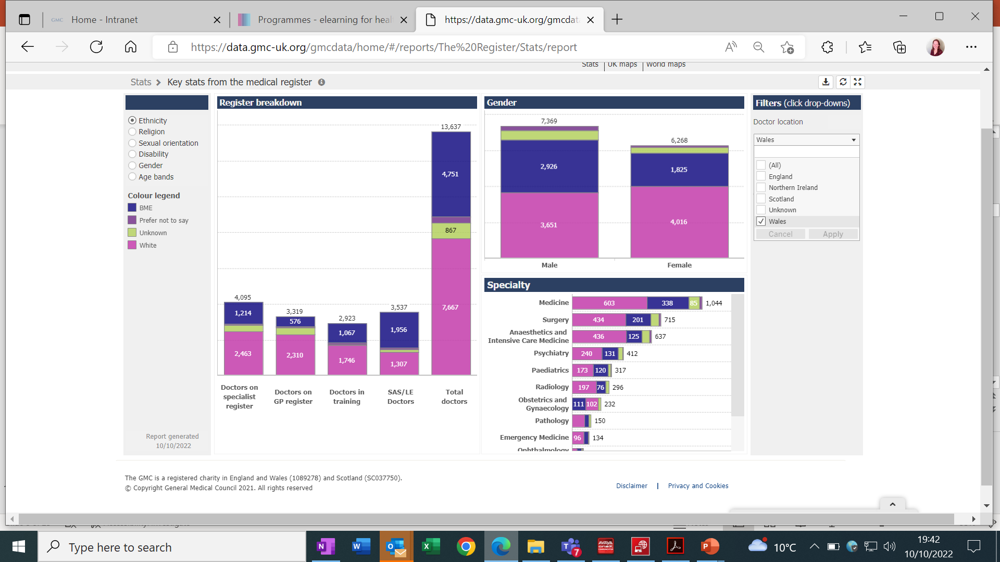 GMC Home - Intranet
Programmes - elearning for heal
https://data.gmc-uk.org/gmcdat
https://data.gmc-uk.org/gmcdata/home/#/reports/The%20Register/Stats/report
Stats | UK maps | World maps
Stats > Key stats from the medical register
Ethnicity
Religion
Sexual orientation
Disability
Gender
Age bands
Colour legend
BME
Prefer not to say
Unknown
White
Report generated
10/10/2022
Register breakdown
13,637
4,751
867
7,667
4,095
1,214
2,463
3,319
576
2,310
2,923
1,067
1,746
3,537
1,956
1,307
Doctors on
specialist
register
Doctors on
GP register
Doctors in
training
SAS/LE
Doctors
Total
doctors
Gender
7,369
2,926
3,651
6,268
1,825
4,016
Male
Female
Specialty
Medicine 603 338 85 1,044
Surgery 434 201 715
Anaesthetics and
Intensive Care Medicine 436 125 637
Psychiatry 240 131 412
Paediatrics 173 120 317
Radiology 197 76 296
Obstetrics and
Gynaecology 111 102 232
Pathology 150
Emergency Medicine 96 134
Ophthalmology
Filters (click drop-downs)
Doctor location
Wales
(All)
England
Northern Ireland
Scotland
Unknown
Wales
Cancel Apply
The GMC is a registered charity in England and Wales (1089278) and Scotland (SC037750).
© Copyright General Medical Council 2021. All rights reserved
Disclaimer | Privacy and Cookies
Type here to search
7
10°C
19:42
10/10/2022